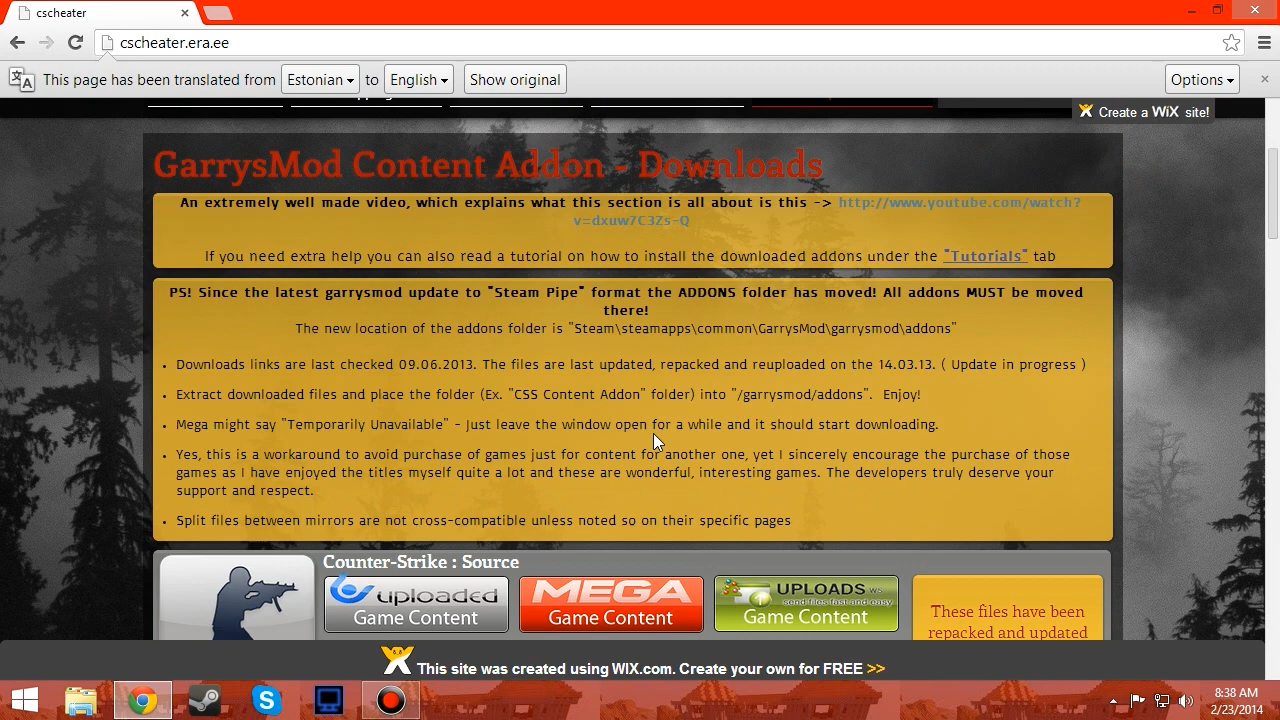 cscheater
cscheater.era.ee
This page has been translated from Estonian to English Show original Options
Create a WiX site!
GarrysMod Content Addon - Downloads
An extremely well made video, which explains what this section is all about is this -> http://www.youtube.com/watch?
v=dxuw7C3Zs-Q
If you need extra help you can also read a tutorial on how to install the downloaded addons under the "Tutorials" tab
PS! Since the latest garrysmod update to "Steam Pipe" format the ADDONS folder has moved! All addons MUST be moved
there!
The new location of the addons folder is "Steam\steamapps\common\GarrysMod\garrysmod\addons"
• Downloads links are last checked 09.06.2013. The files are last updated, repacked and reuploaded on the 14.03.13. ( Update in progress )
• Extract downloaded files and place the folder (Ex. "CSS Content Addon" folder) into "/garrysmod/addons". Enjoy!
• Mega might say "Temporarily Unavailable" - Just leave the window open for a while and it should start downloading.
• Yes, this is a workaround to avoid purchase of games just for content for another one, yet I sincerely encourage the purchase of those
games as I have enjoyed the titles myself quite a lot and these are wonderful, interesting games. The developers truly deserve your
support and respect.
• Split files between mirrors are not cross-compatible unless noted so on their specific pages
Counter-Strike : Source
uploaded
Game Content
MEGA
Game Content
UPLOADS ws
send files fast and easy
Game Content
These files have been
repacked and updated
This site was created using WIX.com. Create your own for FREE >>
8:38 AM
2/23/2014